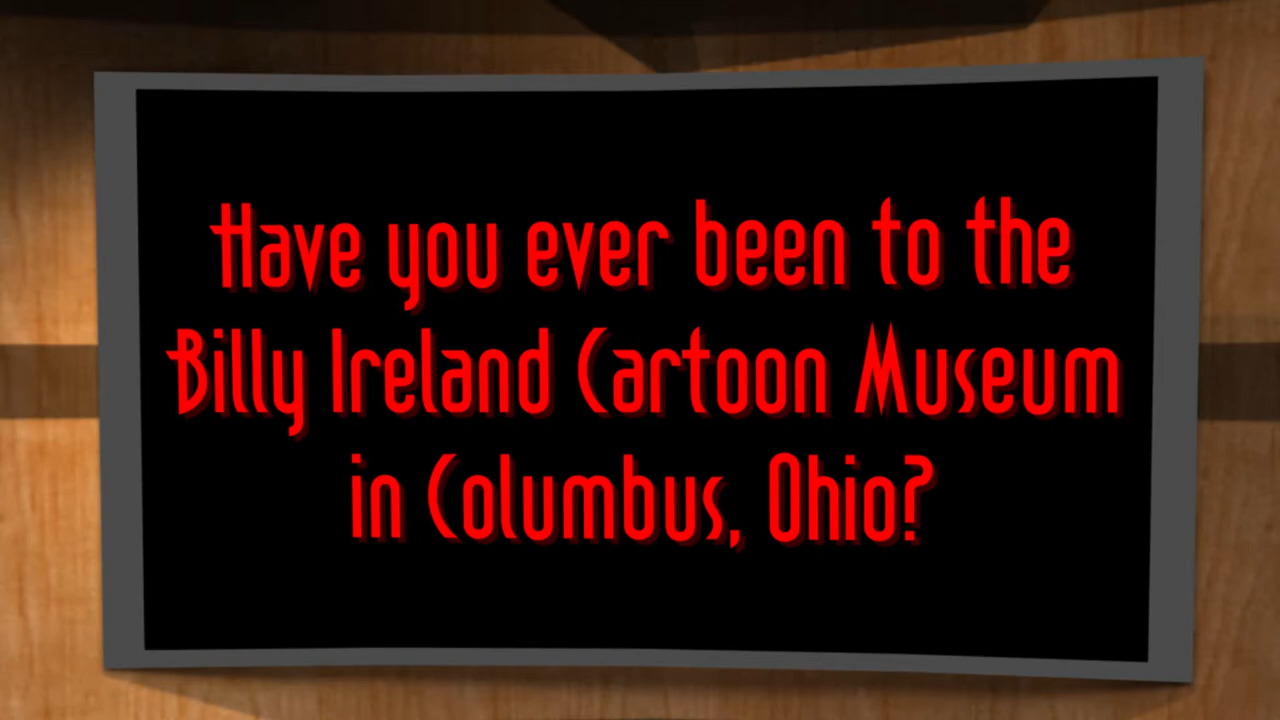 Have you ever been to the
Billy Ireland Cartoon Museum
in Columbus, Ohio?